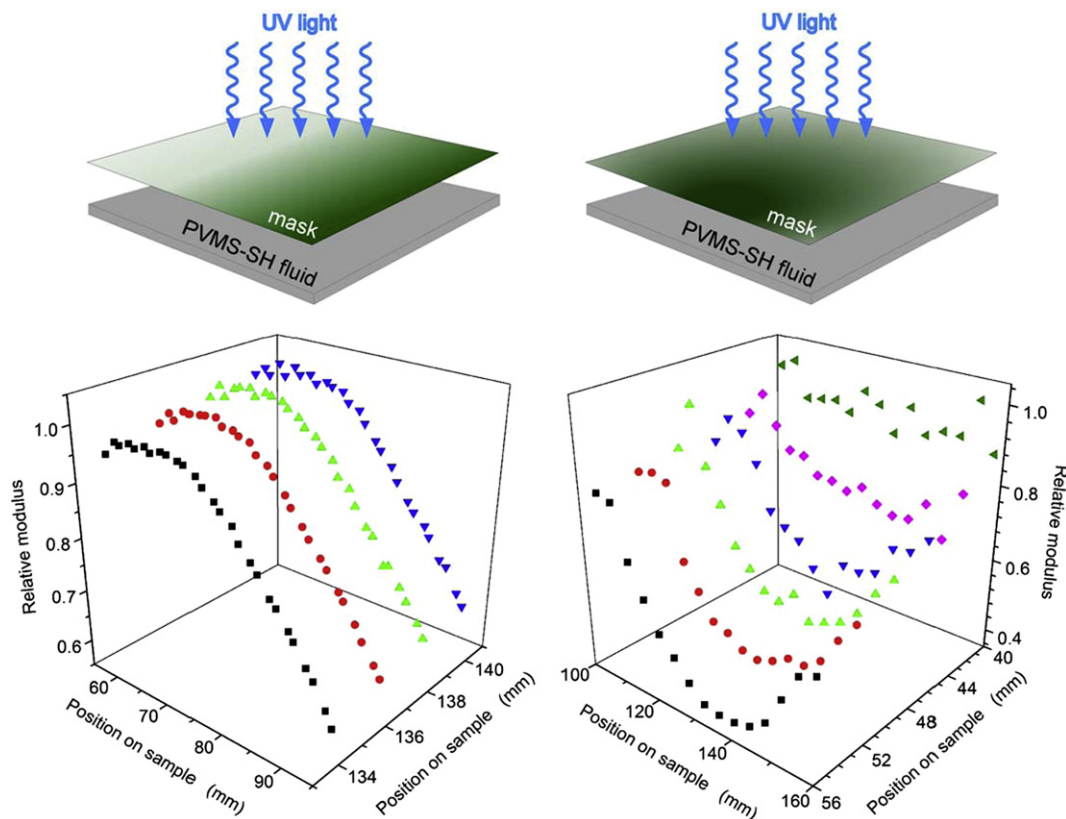 UV light
UV light
mask
mask
PVMS-SH fluid
PVMS-SH fluid
Relative modulus
1.0
0.9
0.8
0.7
0.6
60
70
80
90
Position on sample (mm)
134
136
138
140
Position on sample (mm)
100
120
140
160
Position on sample (mm)
56
52
48
44
40
Position on sample (mm)
1.0
0.8
0.6
0.4
Relative modulus